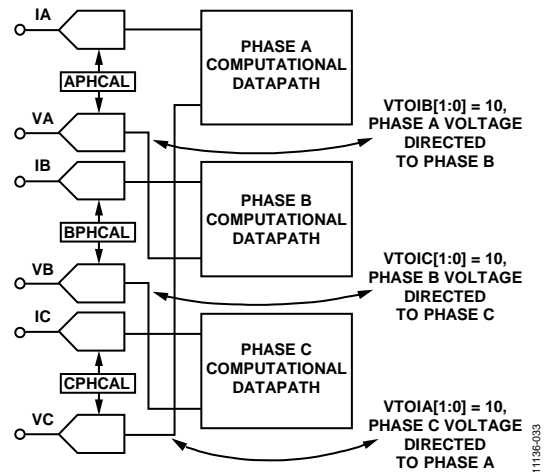 IA
APHCAL
VA
PHASE A
COMPUTATIONAL
DATAPATH
VTOIB[1:0] = 10,
PHASE A VOLTAGE
DIRECTED
TO PHASE B
IB
BPHCAL
VB
PHASE B
COMPUTATIONAL
DATAPATH
VTOIC[1:0] = 10,
PHASE B VOLTAGE
DIRECTED
TO PHASE C
IC
CPHCAL
VC
PHASE C
COMPUTATIONAL
DATAPATH
VTOIA[1:0] = 10,
PHASE C VOLTAGE
DIRECTED
TO PHASE A
11136-033